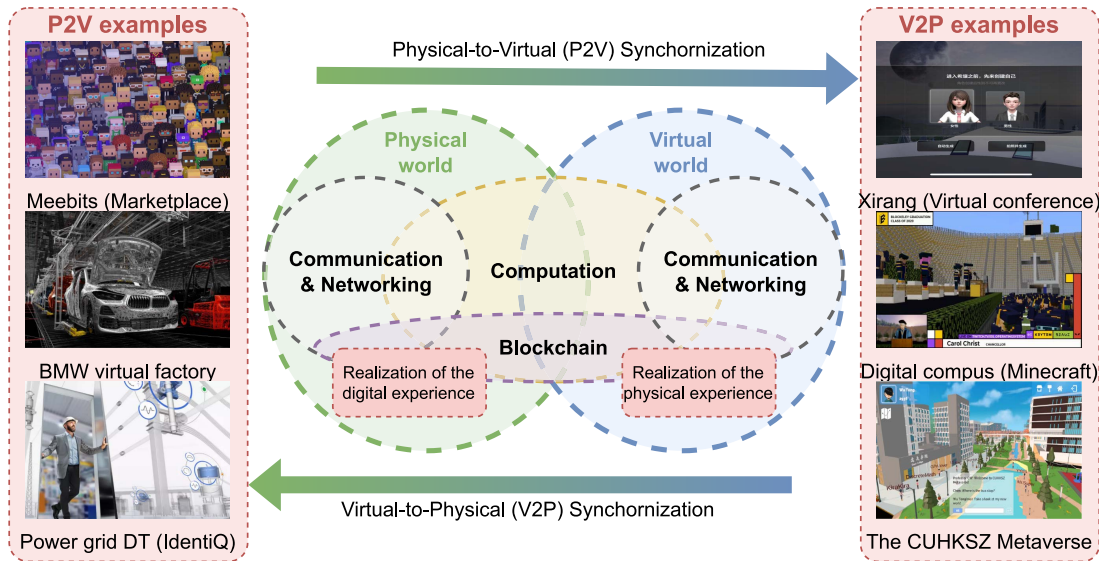 P2V examples
Meebits (Marketplace)
BMW virtual factory
Power grid DT (IdentiQ)
Physical-to-Virtual (P2V) Synchornization
Physical
world
Virtual
world
Communication
& Networking
Computation
Communication
& Networking
Blockchain
Realization of the
digital experience
Realization of the
physical experience
Virtual-to-Physical (V2P) Synchornization
V2P examples
Xirang (Virtual conference)
Carol Christ
CHANCELLOR
Digital compus (Minecraft)
The CUHKSZ Metaverse